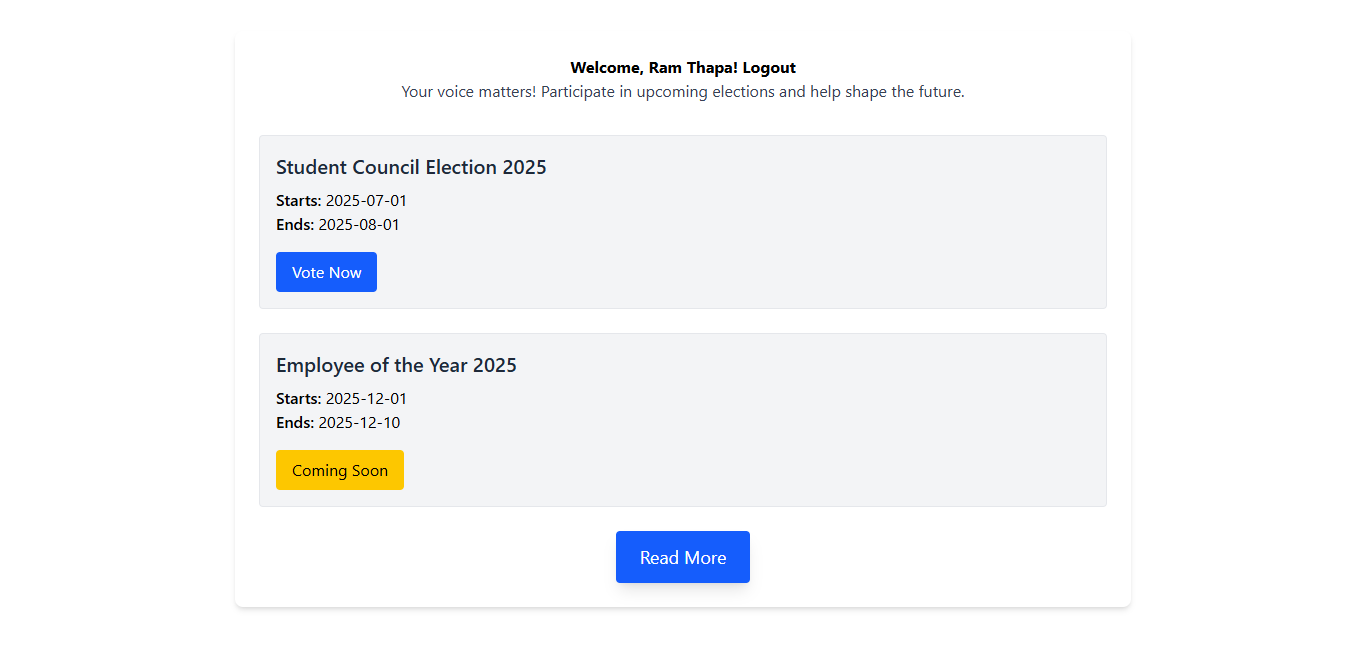 Welcome, Ram Thapa! Logout
Your voice matters! Participate in upcoming elections and help shape the future.
Student Council Election 2025
Starts: 2025-07-01
Ends: 2025-08-01
Vote Now
Employee of the Year 2025
Starts: 2025-12-01
Ends: 2025-12-10
Coming Soon
Read More